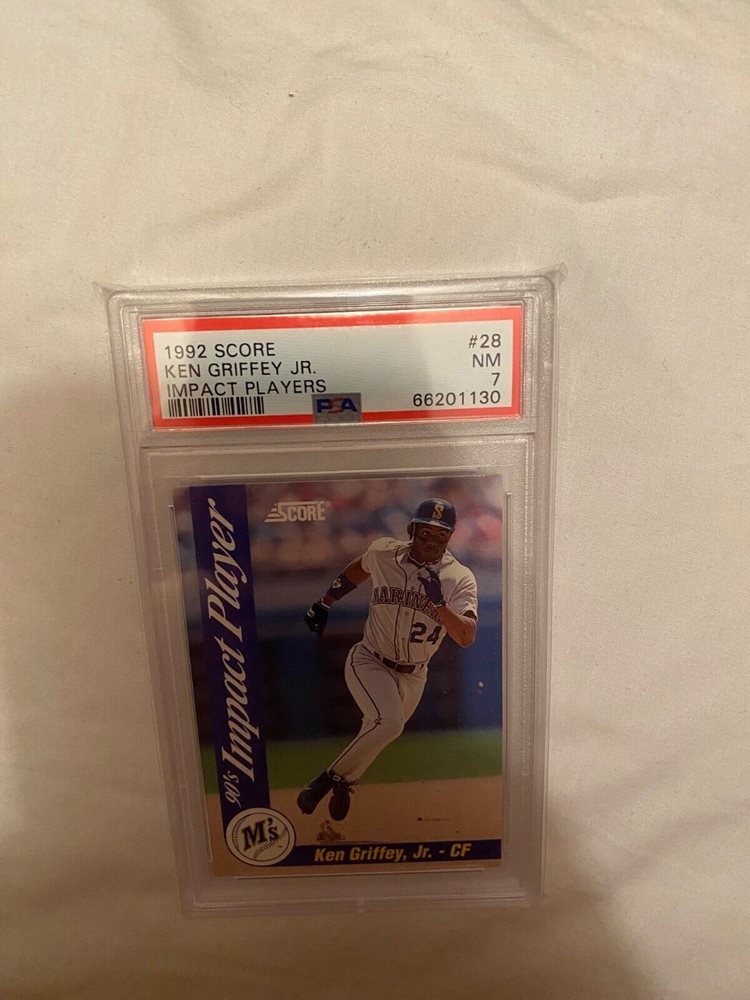 1992 SCORE #28
KEN GRIFFEY JR. NM
IMPACT PLAYERS 7
PSA 66201130
SCORE
90's Impact Player
S
MARINERS
24
M's
Ken Griffey, Jr. - CF